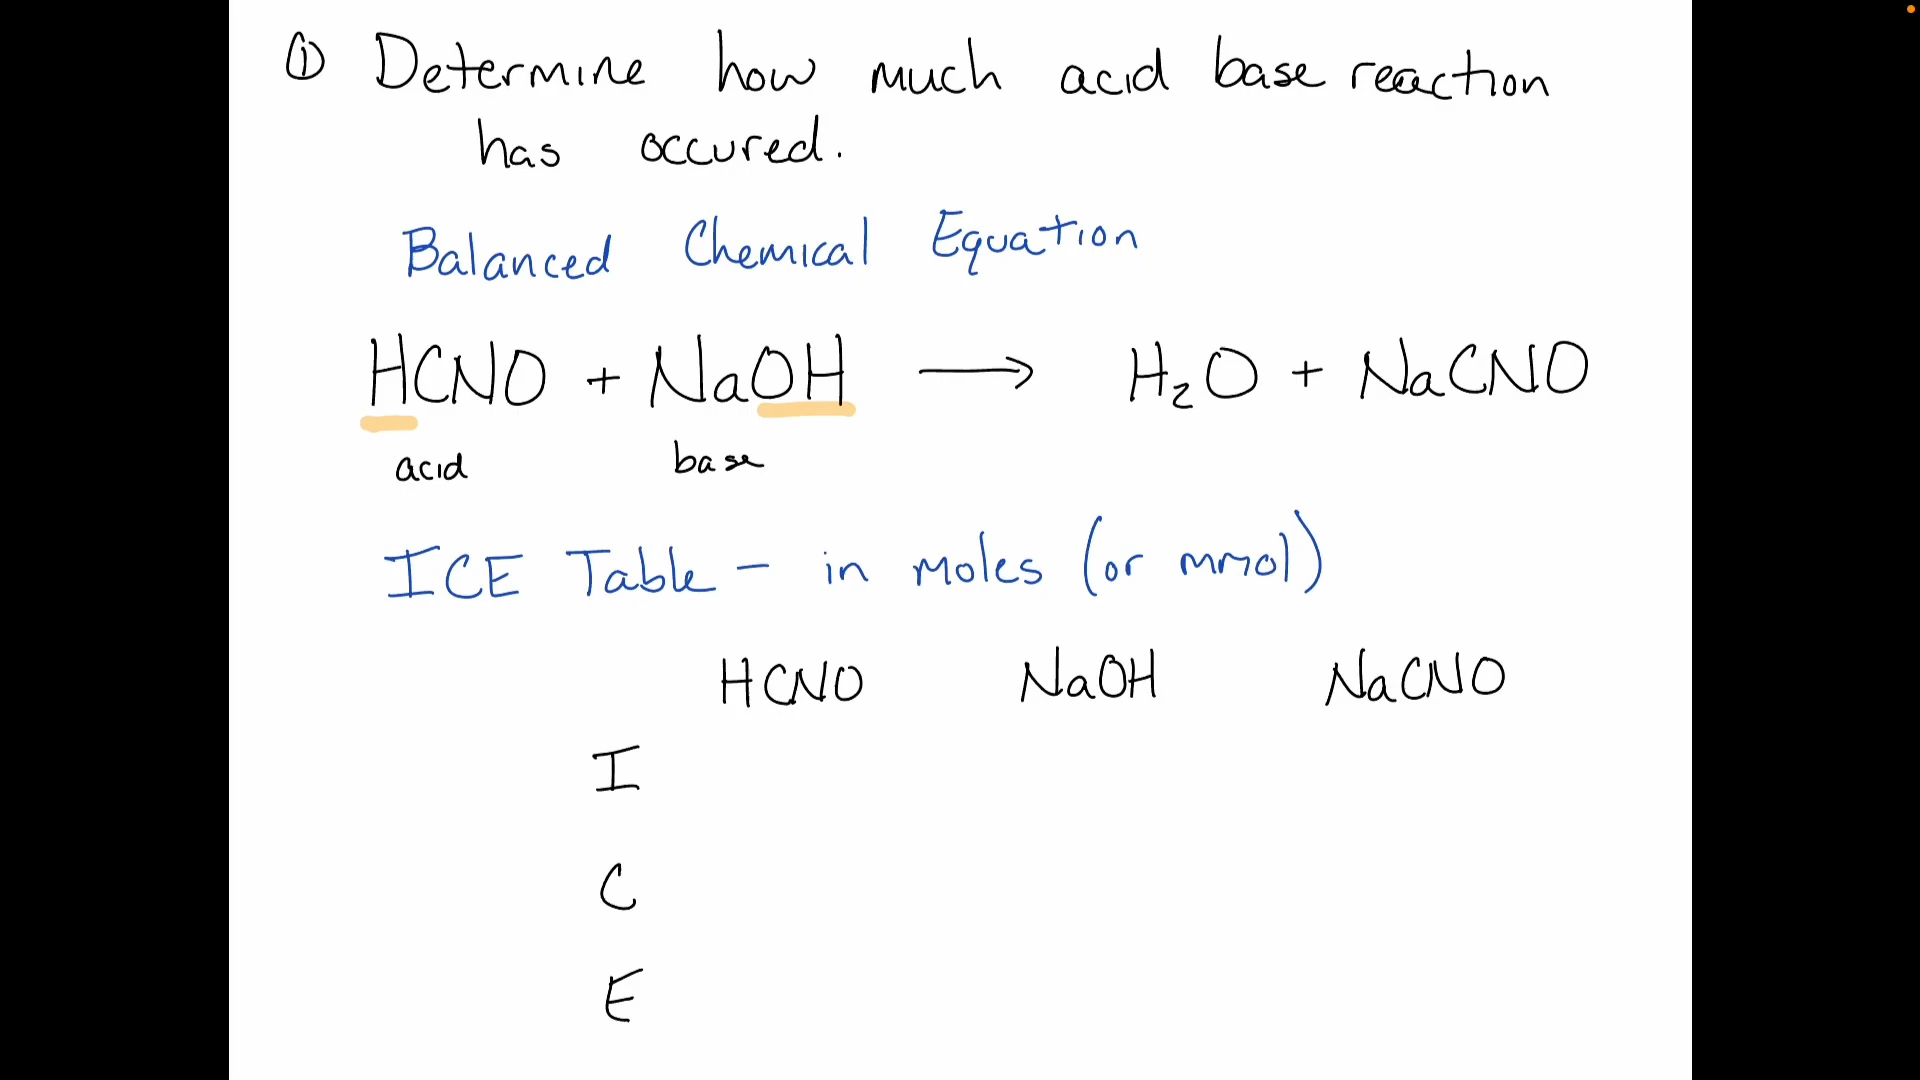 ① Determine how much acid base reaction
has occured.
Balanced Chemical Equation
HCNO + NaOH → H₂O + NaCNO
acid base
ICE Table - in moles (or mmol)
HCNO NaOH NaCNO
I
C
E